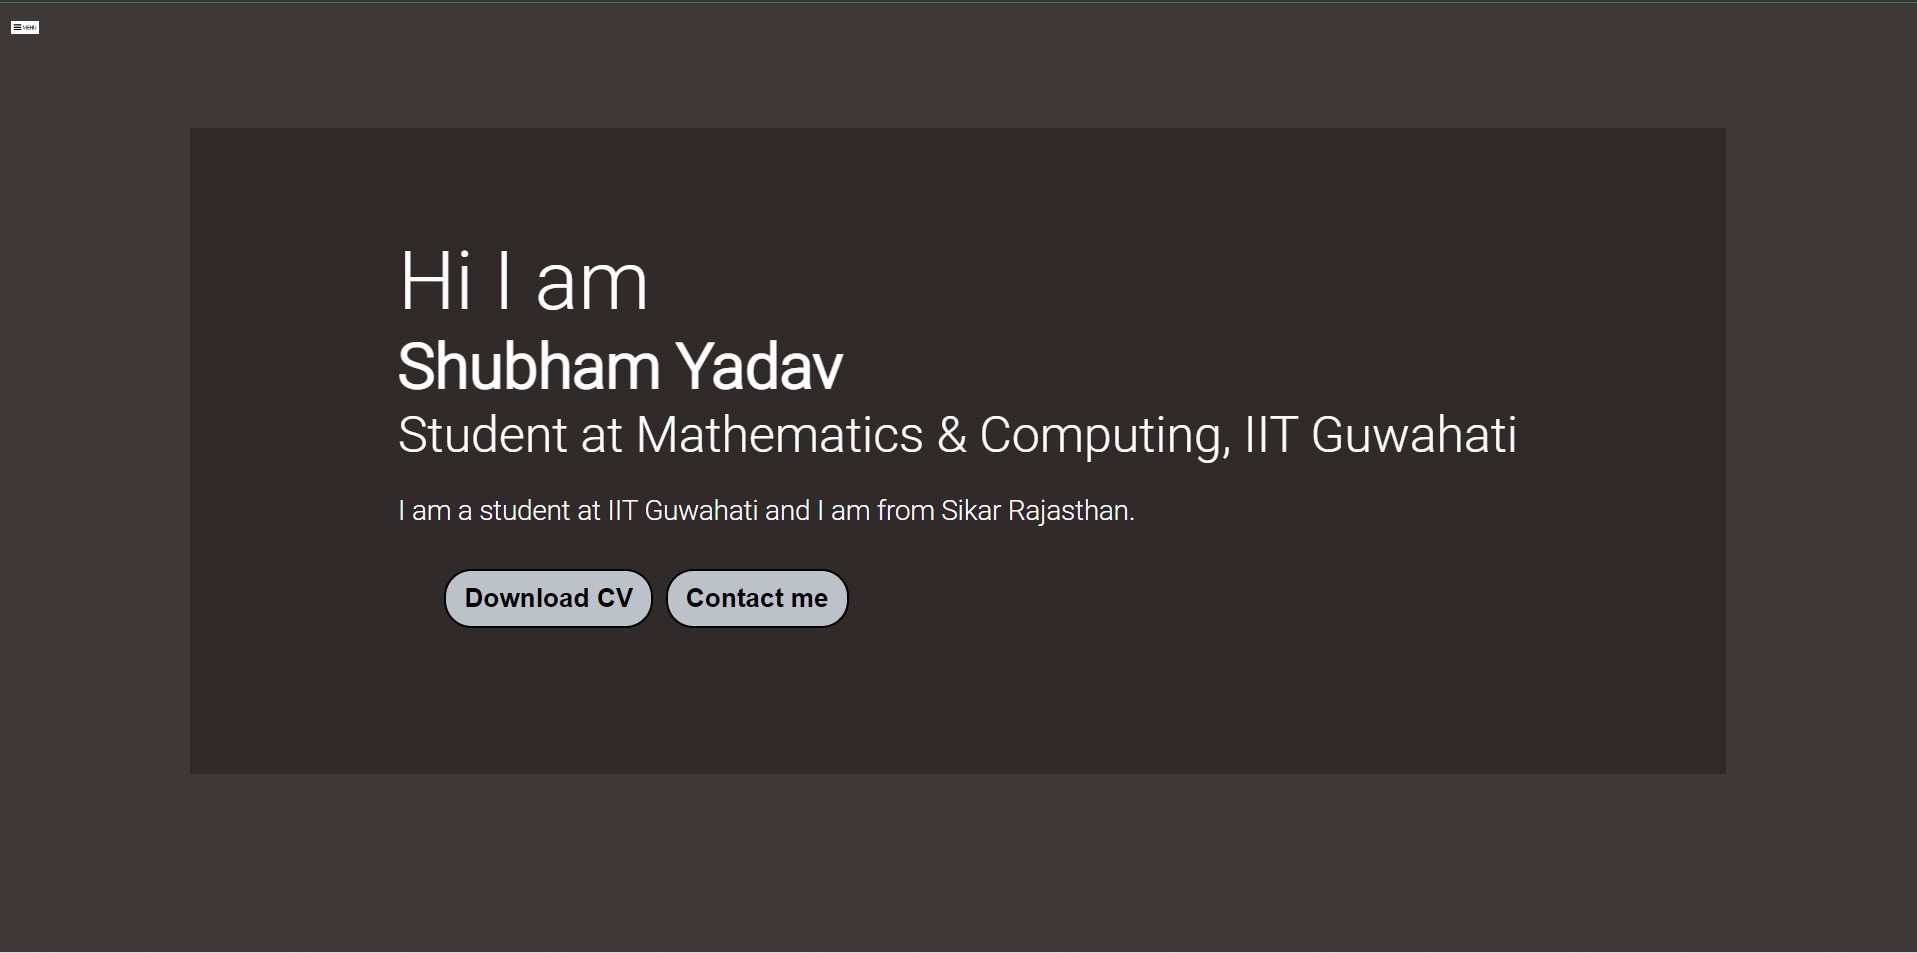 MENU
Hi I am
Shubham Yadav
Student at Mathematics & Computing, IIT Guwahati
I am a student at IIT Guwahati and I am from Sikar Rajasthan.
Download CV Contact me